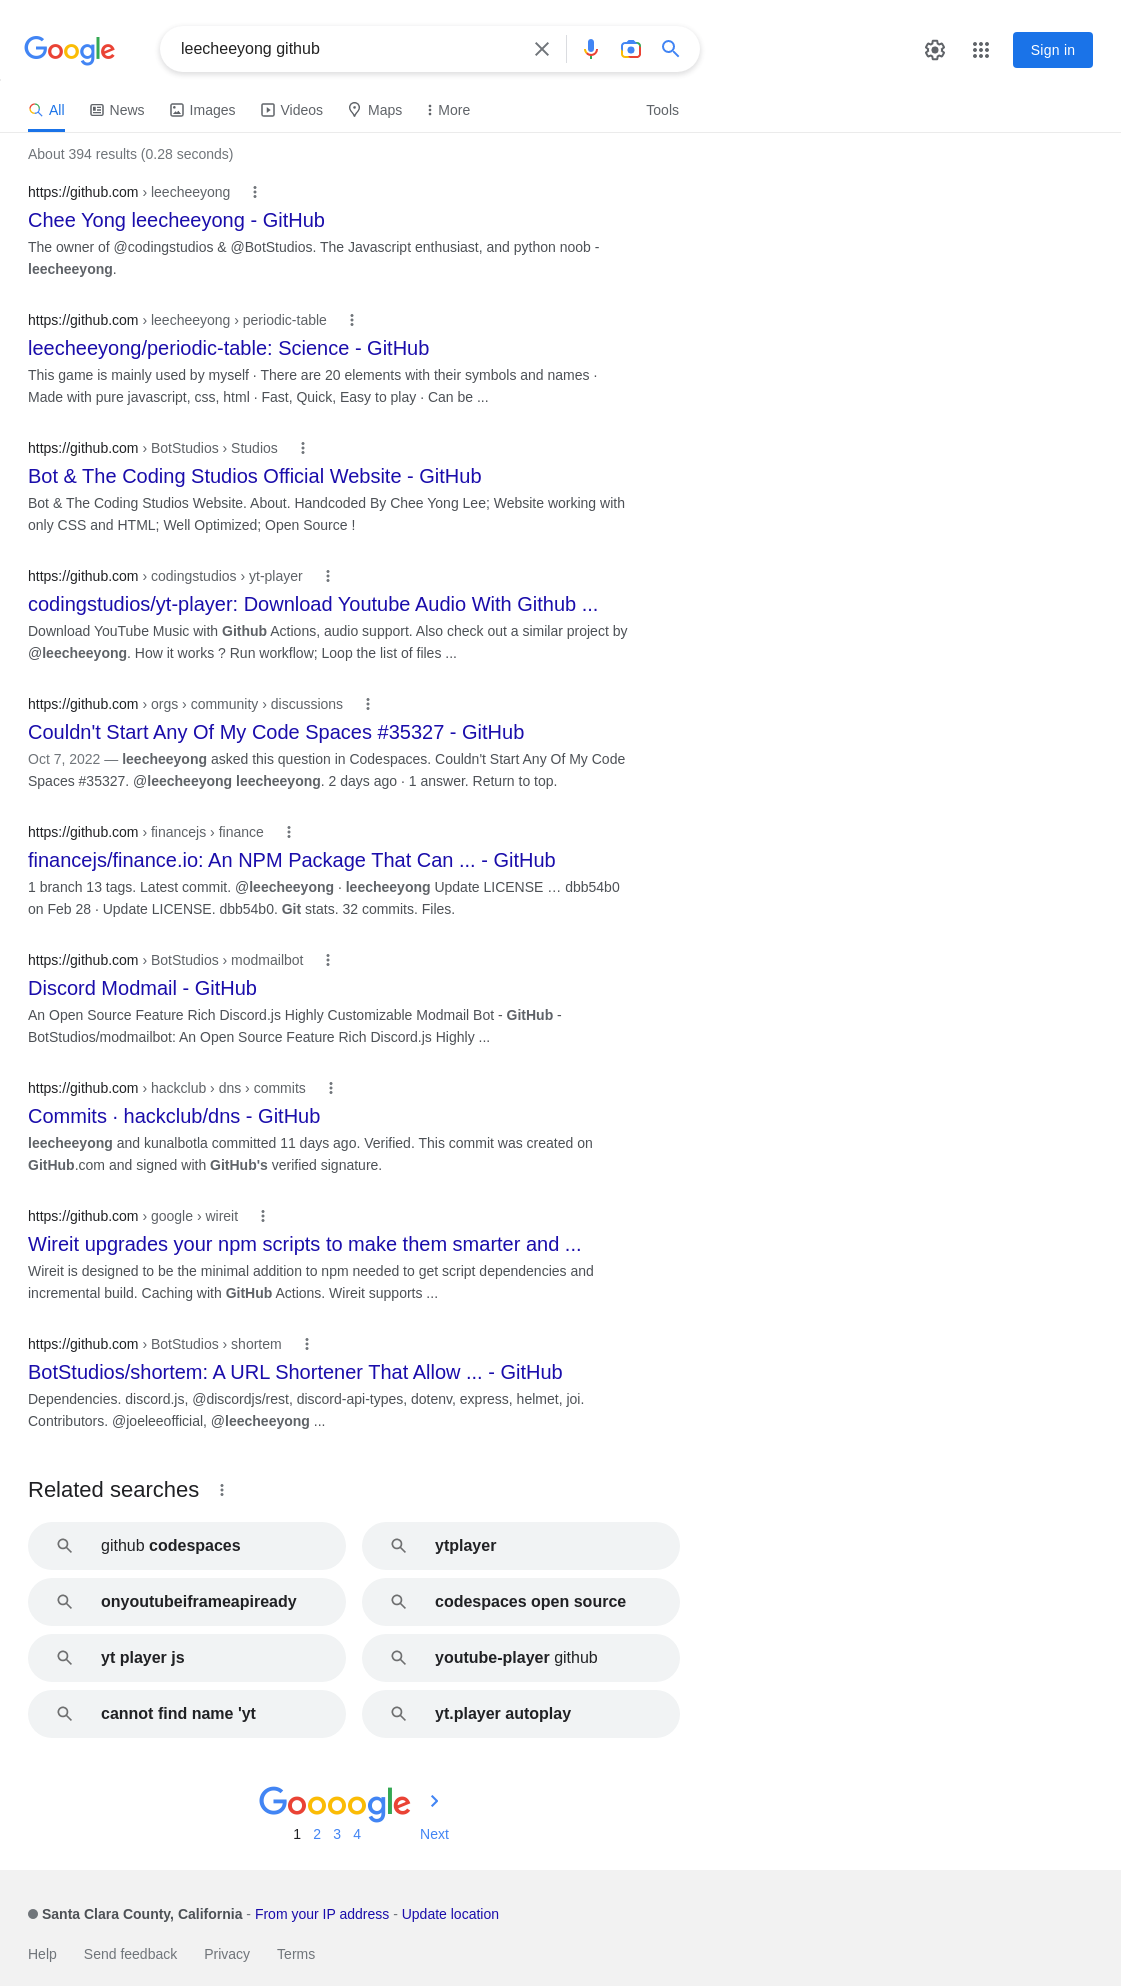 Google
leecheeyong github
Sign in
All
News
Images
Videos
Maps
More
Tools
About 394 results (0.28 seconds)
https://github.com › leecheeyong
Chee Yong leecheeyong - GitHub
The owner of @codingstudios & @BotStudios. The Javascript enthusiast, and python noob -
leecheeyong.
https://github.com › leecheeyong › periodic-table
leecheeyong/periodic-table: Science - GitHub
This game is mainly used by myself · There are 20 elements with their symbols and names ·
Made with pure javascript, css, html · Fast, Quick, Easy to play · Can be ...
https://github.com › BotStudios › Studios
Bot & The Coding Studios Official Website - GitHub
Bot & The Coding Studios Website. About. Handcoded By Chee Yong Lee; Website working with
only CSS and HTML; Well Optimized; Open Source !
https://github.com › codingstudios › yt-player
codingstudios/yt-player: Download Youtube Audio With Github ...
Download YouTube Music with Github Actions, audio support. Also check out a similar project by
@leecheeyong. How it works ? Run workflow; Loop the list of files ...
https://github.com › orgs › community › discussions
Couldn't Start Any Of My Code Spaces #35327 - GitHub
Oct 7, 2022 — leecheeyong asked this question in Codespaces. Couldn't Start Any Of My Code
Spaces #35327. @leecheeyong leecheeyong. 2 days ago · 1 answer. Return to top.
https://github.com › financejs › finance
financejs/finance.io: An NPM Package That Can ... - GitHub
1 branch 13 tags. Latest commit. @leecheeyong · leecheeyong Update LICENSE … dbb54b0
on Feb 28 · Update LICENSE. dbb54b0. Git stats. 32 commits. Files.
https://github.com › BotStudios › modmailbot
Discord Modmail - GitHub
An Open Source Feature Rich Discord.js Highly Customizable Modmail Bot - GitHub -
BotStudios/modmailbot: An Open Source Feature Rich Discord.js Highly ...
https://github.com › hackclub › dns › commits
Commits · hackclub/dns - GitHub
leecheeyong and kunalbotla committed 11 days ago. Verified. This commit was created on
GitHub.com and signed with GitHub's verified signature.
https://github.com › google › wireit
Wireit upgrades your npm scripts to make them smarter and ...
Wireit is designed to be the minimal addition to npm needed to get script dependencies and
incremental build. Caching with GitHub Actions. Wireit supports ...
https://github.com › BotStudios › shortem
BotStudios/shortem: A URL Shortener That Allow ... - GitHub
Dependencies. discord.js, @discordjs/rest, discord-api-types, dotenv, express, helmet, joi.
Contributors. @joeleeofficial, @leecheeyong ...
Related searches
github codespaces
ytplayer
onyoutubeiframeapiready
codespaces open source
yt player js
youtube-player github
cannot find name 'yt
yt.player autoplay
Goooogle
1 2 3 4 Next
Santa Clara County, California - From your IP address - Update location
Help Send feedback Privacy Terms